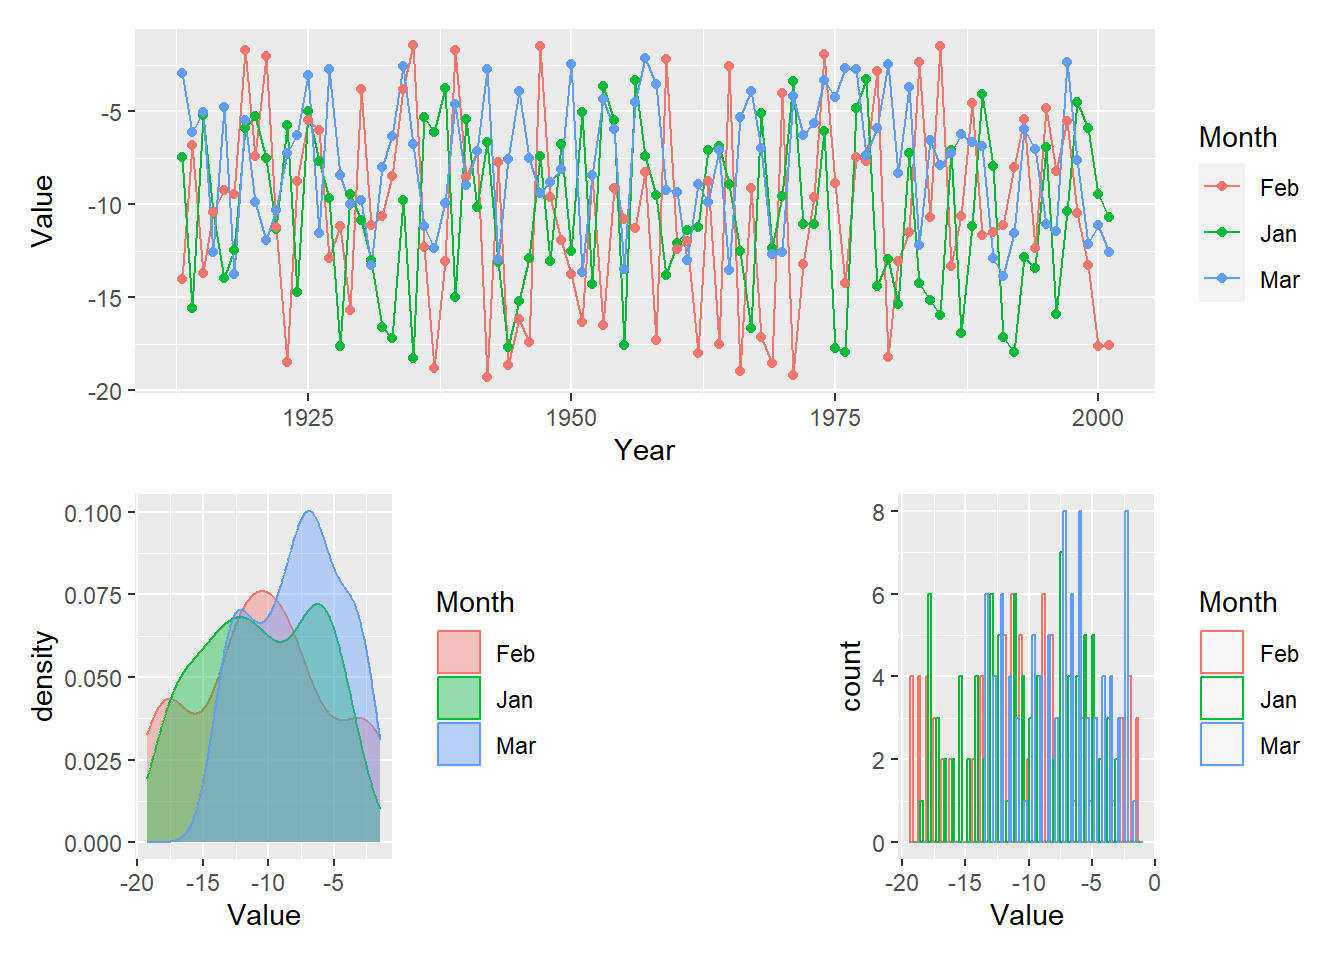 Value
-5
-10
-15
-20
1925 1950 1975 2000
Year
Month
Feb
Jan
Mar
density
0.100
0.075
0.050
0.025
0.000
-20 -15 -10 -5
Value
Month
Feb
Jan
Mar
count
8
6
4
2
0
-20 -15 -10 -5 0
Value
Month
Feb
Jan
Mar